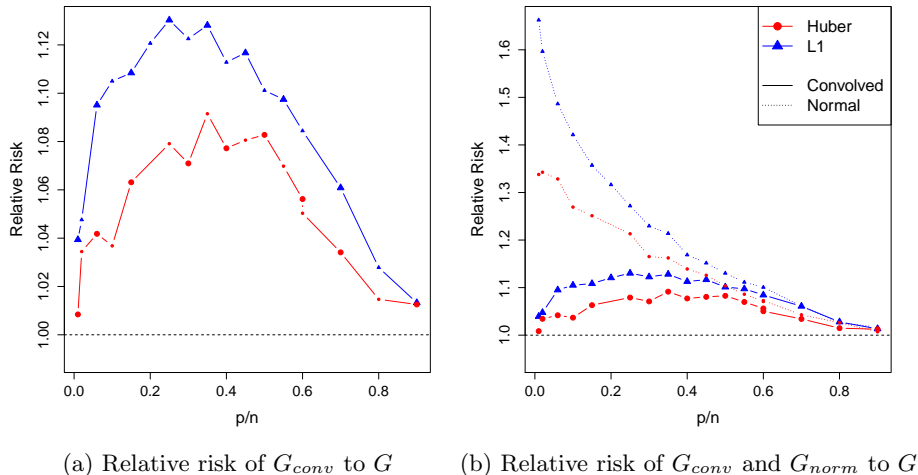 Relative Risk
1.00
1.02
1.04
1.06
1.08
1.10
1.12
0.0
0.2
0.4
0.6
0.8
p/n
(a) Relative risk of G_conv to G
Relative Risk
1.0
1.1
1.2
1.3
1.4
1.5
1.6
Huber
L1
Convolved
Normal
0.0
0.2
0.4
0.6
0.8
p/n
(b) Relative risk of G_conv and G_norm to G